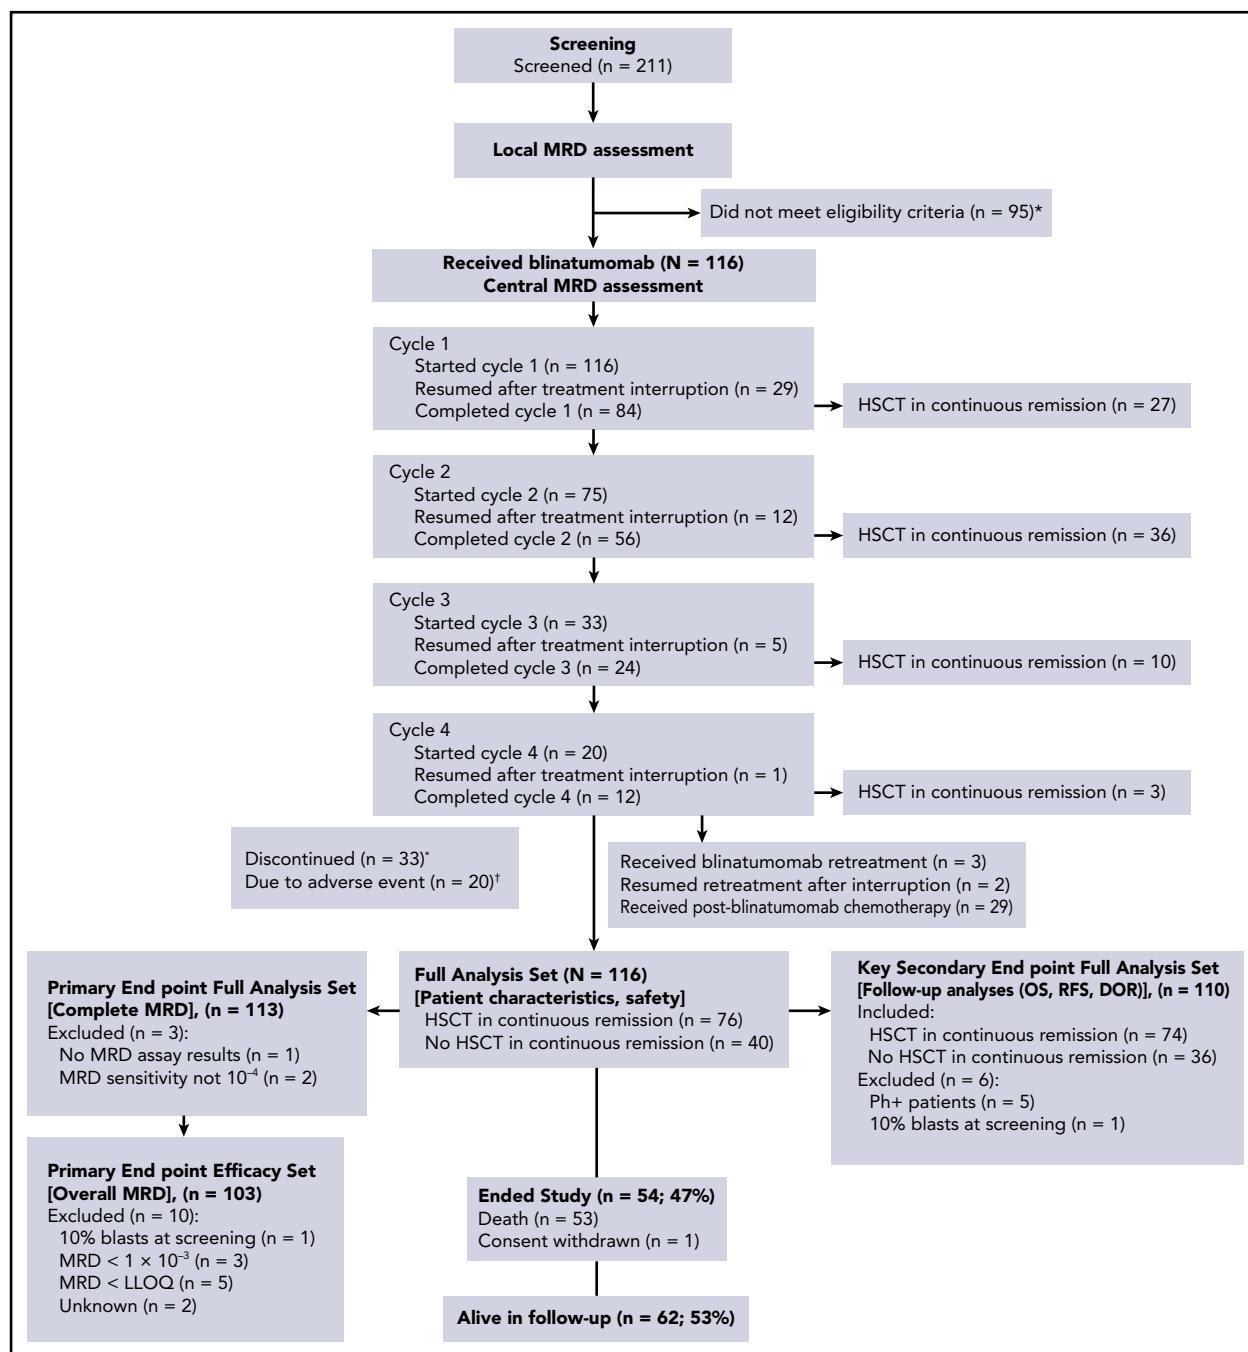 Screening
Screened (n = 211)
Local MRD assessment
Did not meet eligibility criteria (n = 95)*
Received blinatumomab (N = 116)
Central MRD assessment
Cycle 1
Started cycle 1 (n = 116)
Resumed after treatment interruption (n = 29)
Completed cycle 1 (n = 84)
HSCT in continuous remission (n = 27)
Cycle 2
Started cycle 2 (n = 75)
Resumed after treatment interruption (n = 12)
Completed cycle 2 (n = 56)
HSCT in continuous remission (n = 36)
Cycle 3
Started cycle 3 (n = 33)
Resumed after treatment interruption (n = 5)
Completed cycle 3 (n = 24)
HSCT in continuous remission (n = 10)
Cycle 4
Started cycle 4 (n = 20)
Resumed after treatment interruption (n = 1)
Completed cycle 4 (n = 12)
HSCT in continuous remission (n = 3)
Discontinued (n = 33)*
Due to adverse event (n = 20)†
Received blinatumomab retreatment (n = 3)
Resumed retreatment after interruption (n = 2)
Received post-blinatumomab chemotherapy (n = 29)
Primary End point Full Analysis Set
[Complete MRD], (n = 113)
Excluded (n = 3):
No MRD assay results (n = 1)
MRD sensitivity not 10⁻⁴ (n = 2)
Full Analysis Set (N = 116)
[Patient characteristics, safety]
HSCT in continuous remission (n = 76)
No HSCT in continuous remission (n = 40)
Key Secondary End point Full Analysis Set
[Follow-up analyses (OS, RFS, DOR)], (n = 110)
Included:
HSCT in continuous remission (n = 74)
No HSCT in continuous remission (n = 36)
Excluded (n = 6):
Ph+ patients (n = 5)
10% blasts at screening (n = 1)
Primary End point Efficacy Set
[Overall MRD], (n = 103)
Excluded (n = 10):
10% blasts at screening (n = 1)
MRD < 1 × 10⁻³ (n = 3)
MRD < LLOQ (n = 5)
Unknown (n = 2)
Ended Study (n = 54; 47%)
Death (n = 53)
Consent withdrawn (n = 1)
Alive in follow-up (n = 62; 53%)